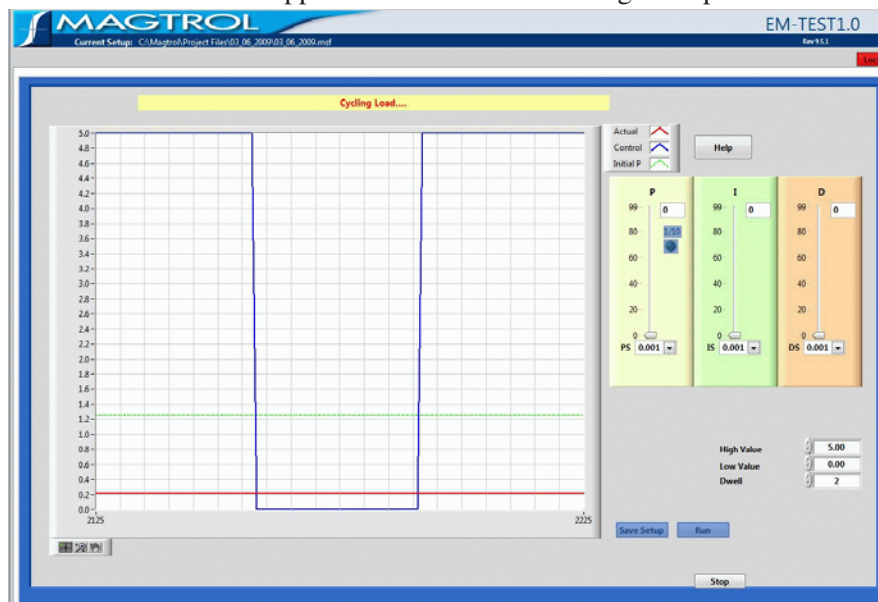 MAGTROL
EM-TEST1.0
Current Setup: C:\Magtrol\Project Files\03_06_2009\03_06_2009.msf
Rev 9.5.1
Cycling Load....
Actual
Control
Initial P
Help
5.0
4.8
4.6
4.4
4.2
4.0
3.8
3.6
3.4
3.2
3.0
2.8
2.6
2.4
2.2
2.0
1.8
1.6
1.4
1.2
1.0
0.8
0.6
0.4
0.2
0.0
2125 2225
P I D
99 0 99 0 99 0
80 1/10 80 80
60 60 60
40 40 40
20 20 20
0 0 0
PS 0.001 IS 0.001 DS 0.001
High Value 5.00
Low Value 0.00
Dwell 2
Save Setup Run
Stop